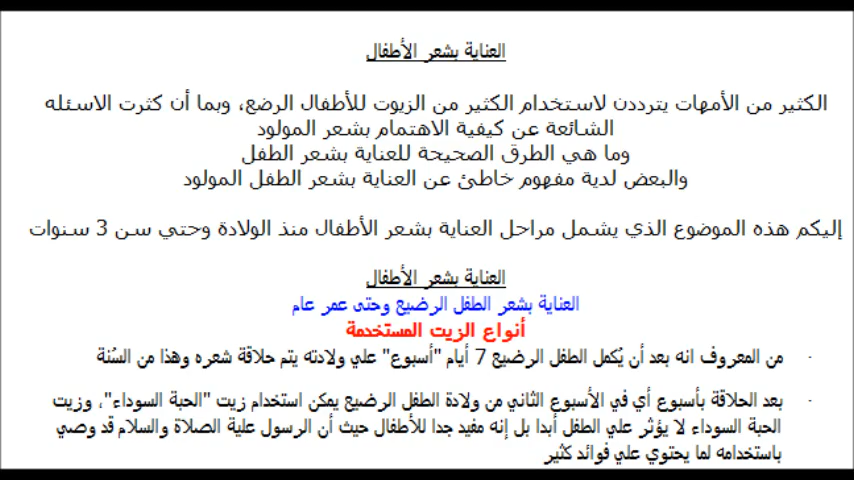 العناية بشعر الأطفال
الكثير من الأمهات يترددن لاستخدام الكثير من الزيوت للأطفال الرضع، وبما أن كثرت الاسئله
الشائعة عن كيفية الاهتمام بشعر المولود
وما هي الطرق الصحيحة للعناية بشعر الطفل
والبعض لدية مفهوم خاطئ عن العناية بشعر الطفل المولود
إليكم هذه الموضوع الذي يشمل مراحل العناية بشعر الأطفال منذ الولادة وحتي سن 3 سنوات
العناية بشعر الأطفال
العناية بشعر الطفل الرضيع وحتى عمر عام
أنواع الزيت المستخدمة
· من المعروف انه بعد أن يُكمل الطفل الرضيع 7 أيام "أسبوع" علي ولادته يتم حلاقة شعره وهذا من السُنة
· بعد الحلاقة بأسبوع أي في الأسبوع الثاني من ولادة الطفل الرضيع يمكن استخدام زيت "الحبة السوداء"، وزيت
الحبة السوداء لا يؤثر علي الطفل أبدا بل إنه مفيد جدا للأطفال حيث أن الرسول علية الصلاة والسلام قد وصي
باستخدامه لما يحتوي علي فوائد كثير